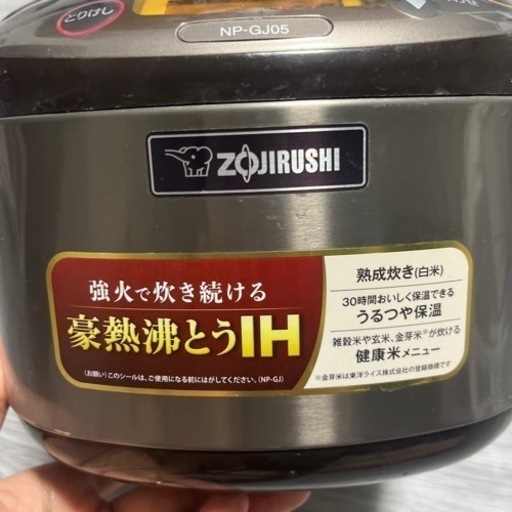 とりけし
NP-GJ05
ZOJIRUSHI
強火で炊き続ける
豪熱沸とうIH
(お願い)このシールは、ご使用になる前にはがしてください。(NP-GJ)
熟成炊き(白米)
30時間おいしく保温できる
うるつや保温
雑穀米や玄米、金芽米※が炊ける
健康米メニュー
※金芽米は東洋ライス株式会社の登録商標です